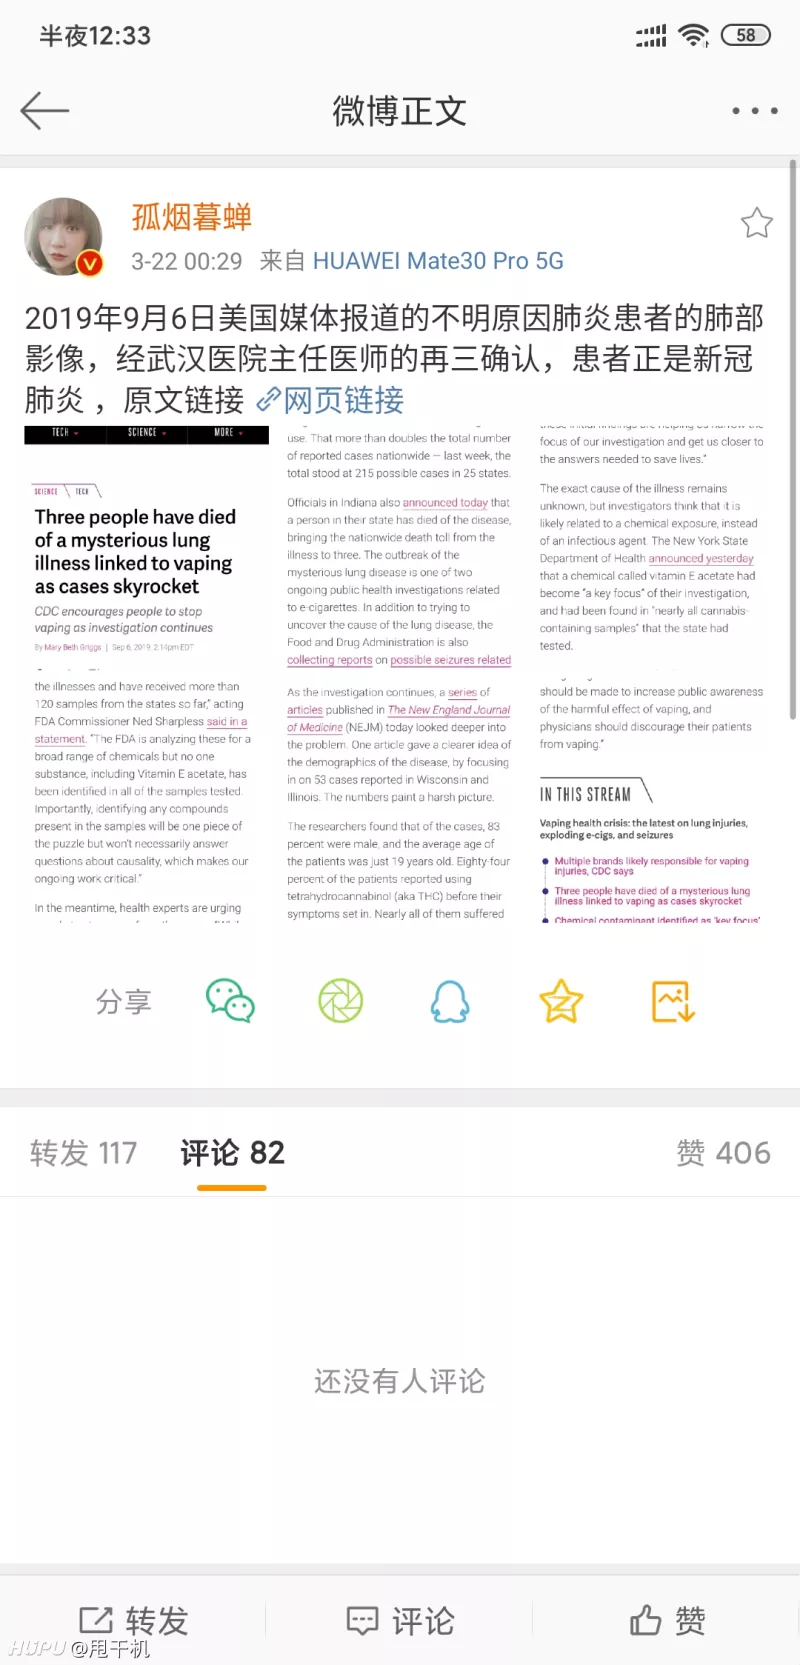 半夜12:33
58
微博正文
孤烟暮蝉
3-22 00:29 来自 HUAWEI Mate30 Pro 5G
2019年9月6日美国媒体报道的不明原因肺炎患者的肺部
影像，经武汉医院主任医师的再三确认，患者正是新冠
肺炎 ，原文链接 网页链接
TECH SCIENCE MORE
SCIENCE TECH
Three people have died
of a mysterious lung
illness linked to vaping
as cases skyrocket
CDC encourages people to stop
vaping as investigation continues
By Mary Beth Griggs | Sep 6, 2019, 2:14pm EDT
the illnesses and have received more than
120 samples from the states so far,” acting
FDA Commissioner Ned Sharpless said in a
statement. “The FDA is analyzing these for a
broad range of chemicals but no one
substance, including Vitamin E acetate, has
been identified in all of the samples tested.
Importantly, identifying any compounds
present in the samples will be one piece of
the puzzle but won’t necessarily answer
questions about causality, which makes our
ongoing work critical.”
In the meantime, health experts are urging
use. That more than doubles the total number
of reported cases nationwide — last week, the
total stood at 215 possible cases in 25 states.
Officials in Indiana also announced today that
a person in their state has died of the disease,
bringing the nationwide death toll from the
illness to three. The outbreak of the
mysterious lung disease is one of two
ongoing public health investigations related
to e-cigarettes. In addition to trying to
uncover the cause of the lung disease, the
Food and Drug Administration is also
collecting reports on possible seizures related
As the investigation continues, a series of
articles published in The New England Journal
of Medicine (NEJM) today looked deeper into
the problem. One article gave a clearer idea of
the demographics of the disease, by focusing
in on 53 cases reported in Wisconsin and
Illinois. The numbers paint a harsh picture.
The researchers found that of the cases, 83
percent were male, and the average age of
the patients was just 19 years old. Eighty-four
percent of the patients reported using
tetrahydrocannabinol (aka THC) before their
symptoms set in. Nearly all of them suffered
these initial findings are helping us narrow the
focus of our investigation and get us closer to
the answers needed to save lives.”
The exact cause of the illness remains
unknown, but investigators think that it is
likely related to a chemical exposure, instead
of an infectious agent. The New York State
Department of Health announced yesterday
that a chemical called vitamin E acetate had
become “a key focus” of their investigation,
and had been found in “nearly all cannabis-
containing samples” that the state had
tested.
should be made to increase public awareness
of the harmful effect of vaping, and
physicians should discourage their patients
from vaping.”
IN THIS STREAM
Vaping health crisis: the latest on lung injuries,
exploding e-cigs, and seizures
Multiple brands likely responsible for vaping
injuries, CDC says
Three people have died of a mysterious lung
illness linked to vaping as cases skyrocket
Chemical contaminant identified as ‘key focus’
分享
转发 117 评论 82 赞 406
还没有人评论
转发 评论 赞
HUPU @甩干机